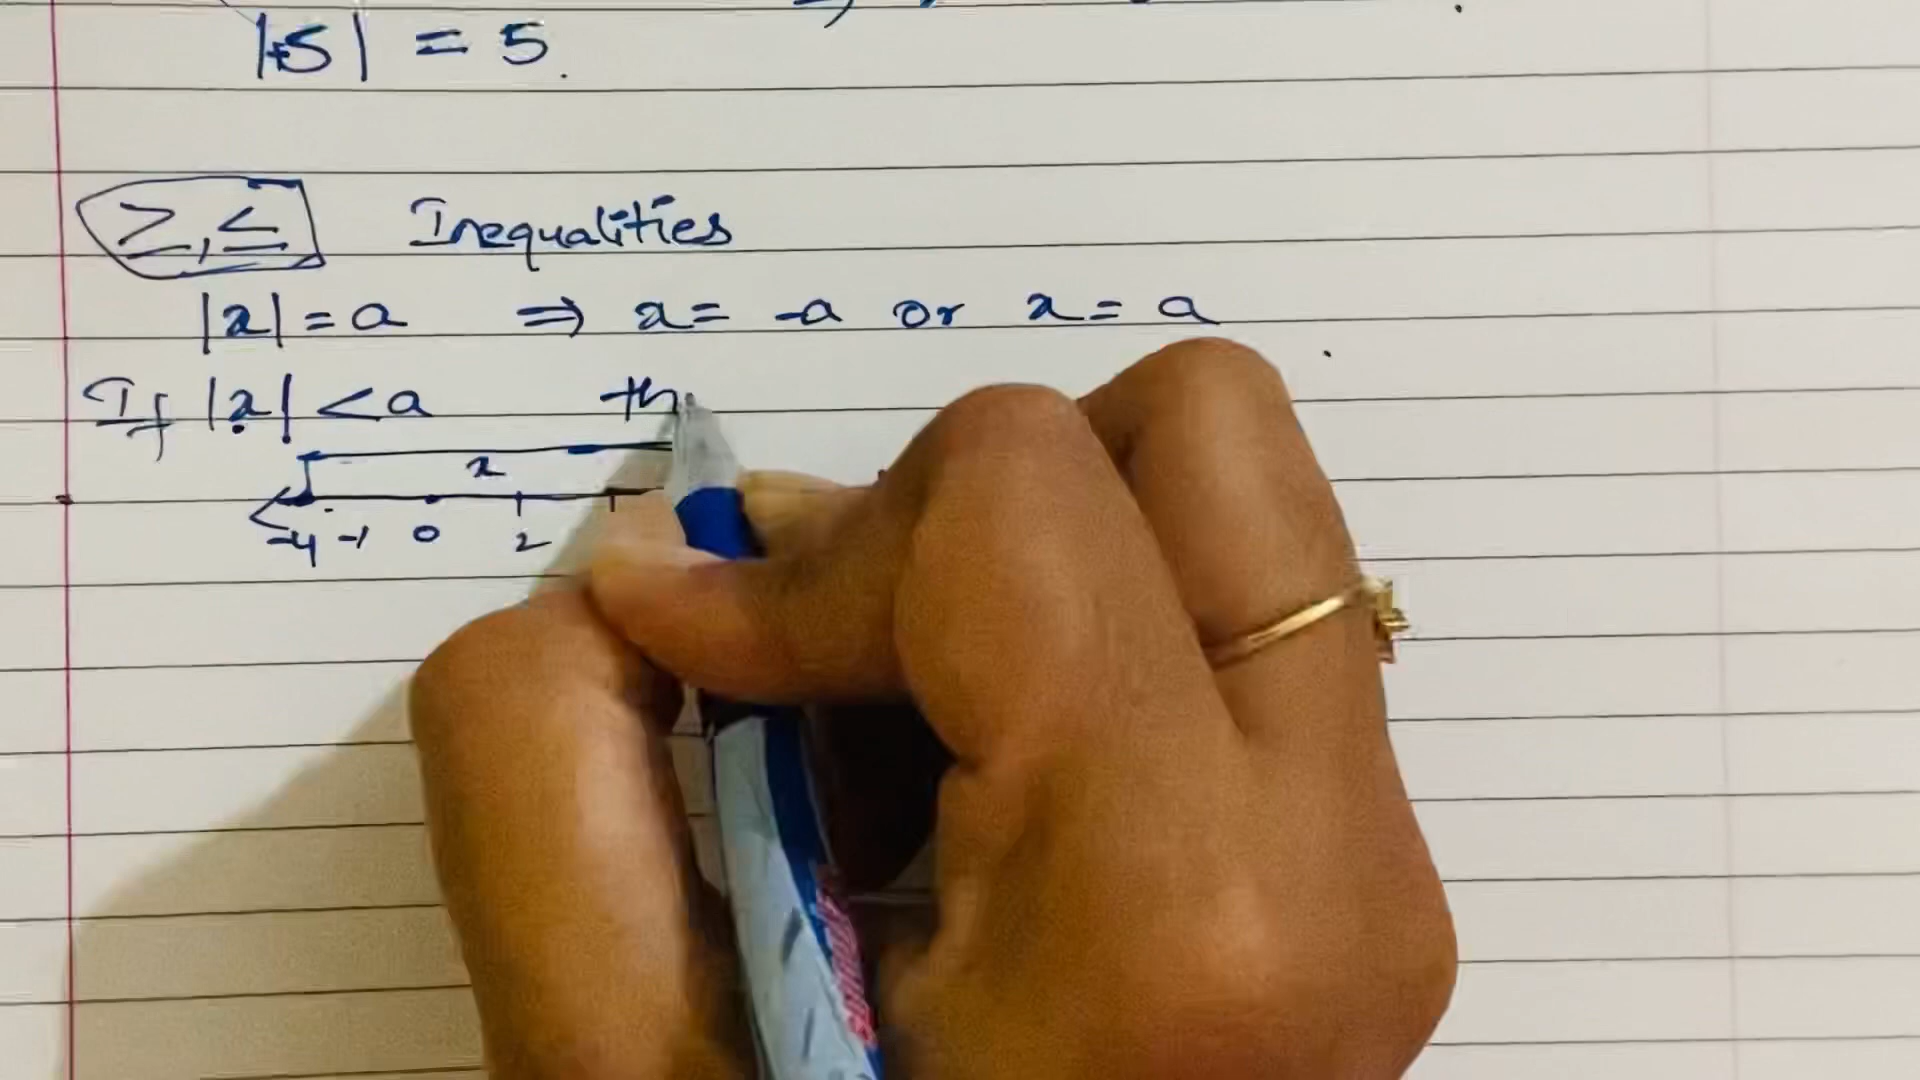 |+5| = 5.
≥, ≤ Inequalities
|x| = a ⇒ x = -a or x = a
If |x| < a th
x
-4 -1 0 2